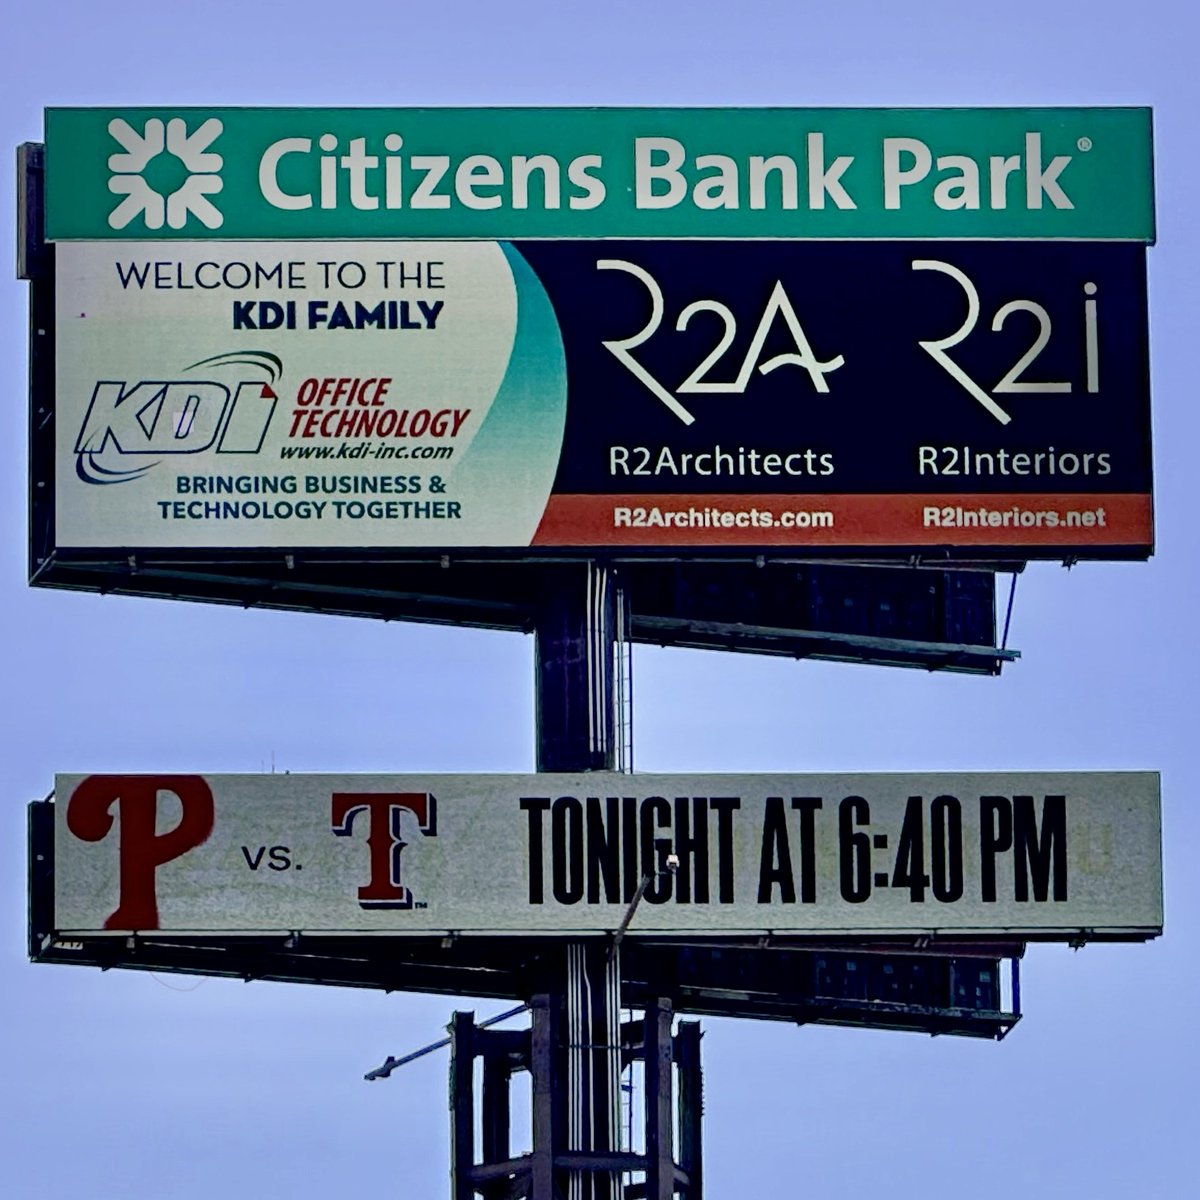 Citizens Bank Park®
WELCOME TO THE
KDI FAMILY
KDI
OFFICE
TECHNOLOGY
www.kdi-inc.com
BRINGING BUSINESS &
TECHNOLOGY TOGETHER
R2A
R2Architects
R2Architects.com
R2i
R2Interiors
R2Interiors.net
P vs. T™ TONIGHT AT 6:40 PM